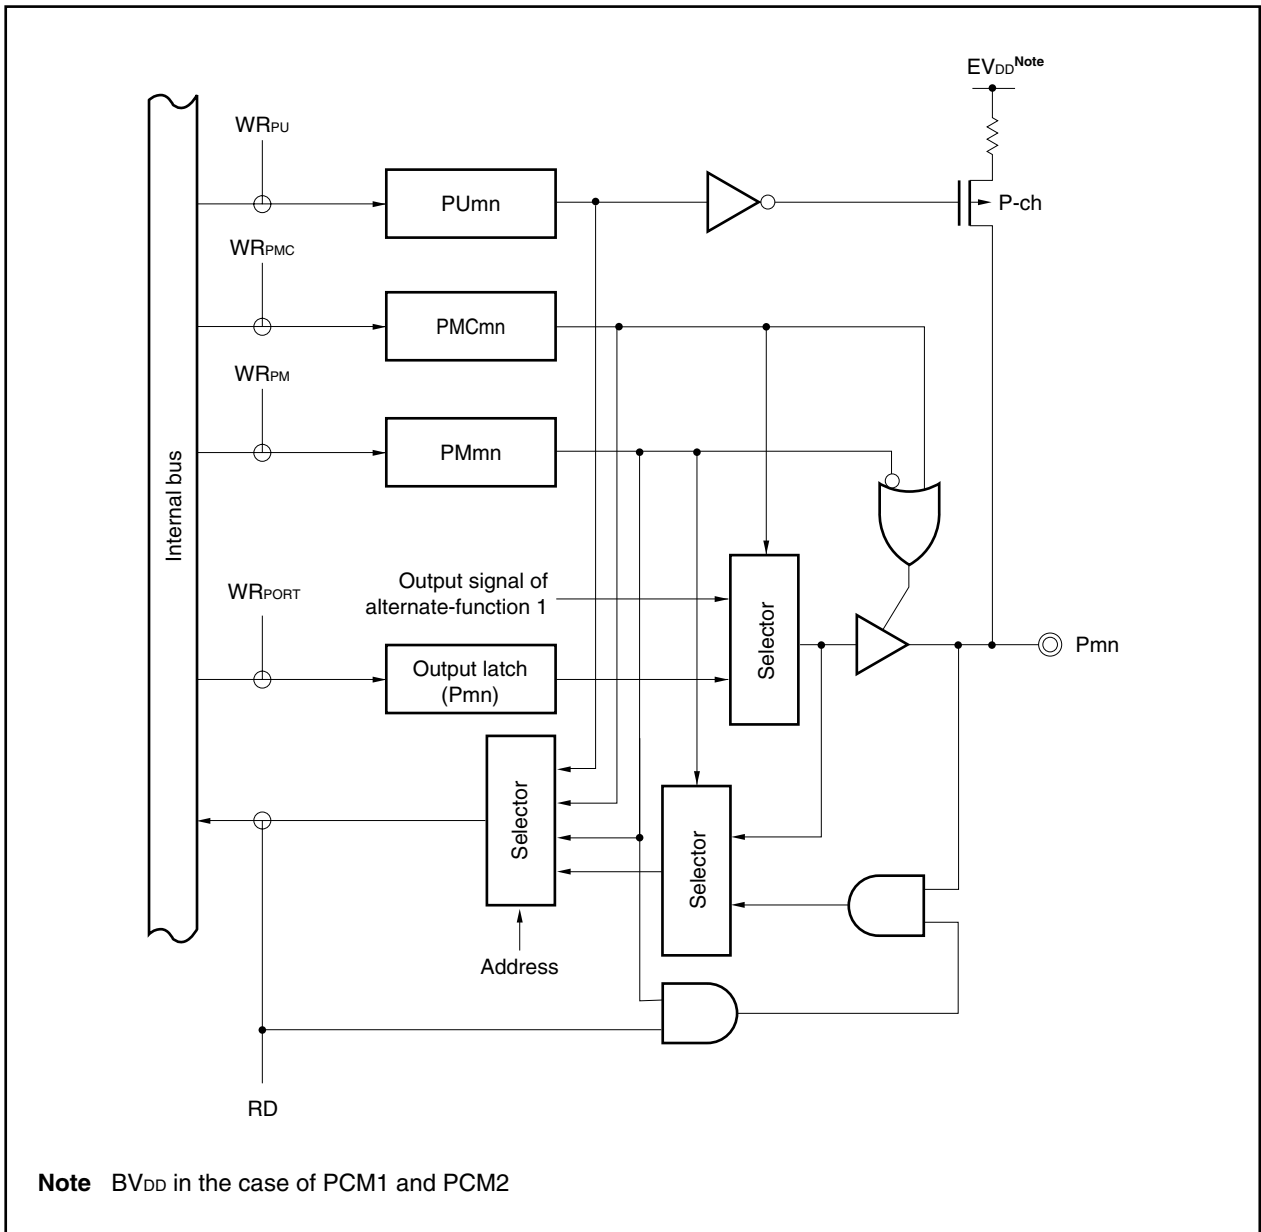 EVDDNote
WRPU
PUmn
P-ch
WRPMC
PMCmn
WRPM
PMmn
Internal bus
WRPORT
Output signal of
alternate-function 1
Selector
Output latch
(Pmn)
Pmn
Selector
Selector
Address
RD
Note BVDD in the case of PCM1 and PCM2